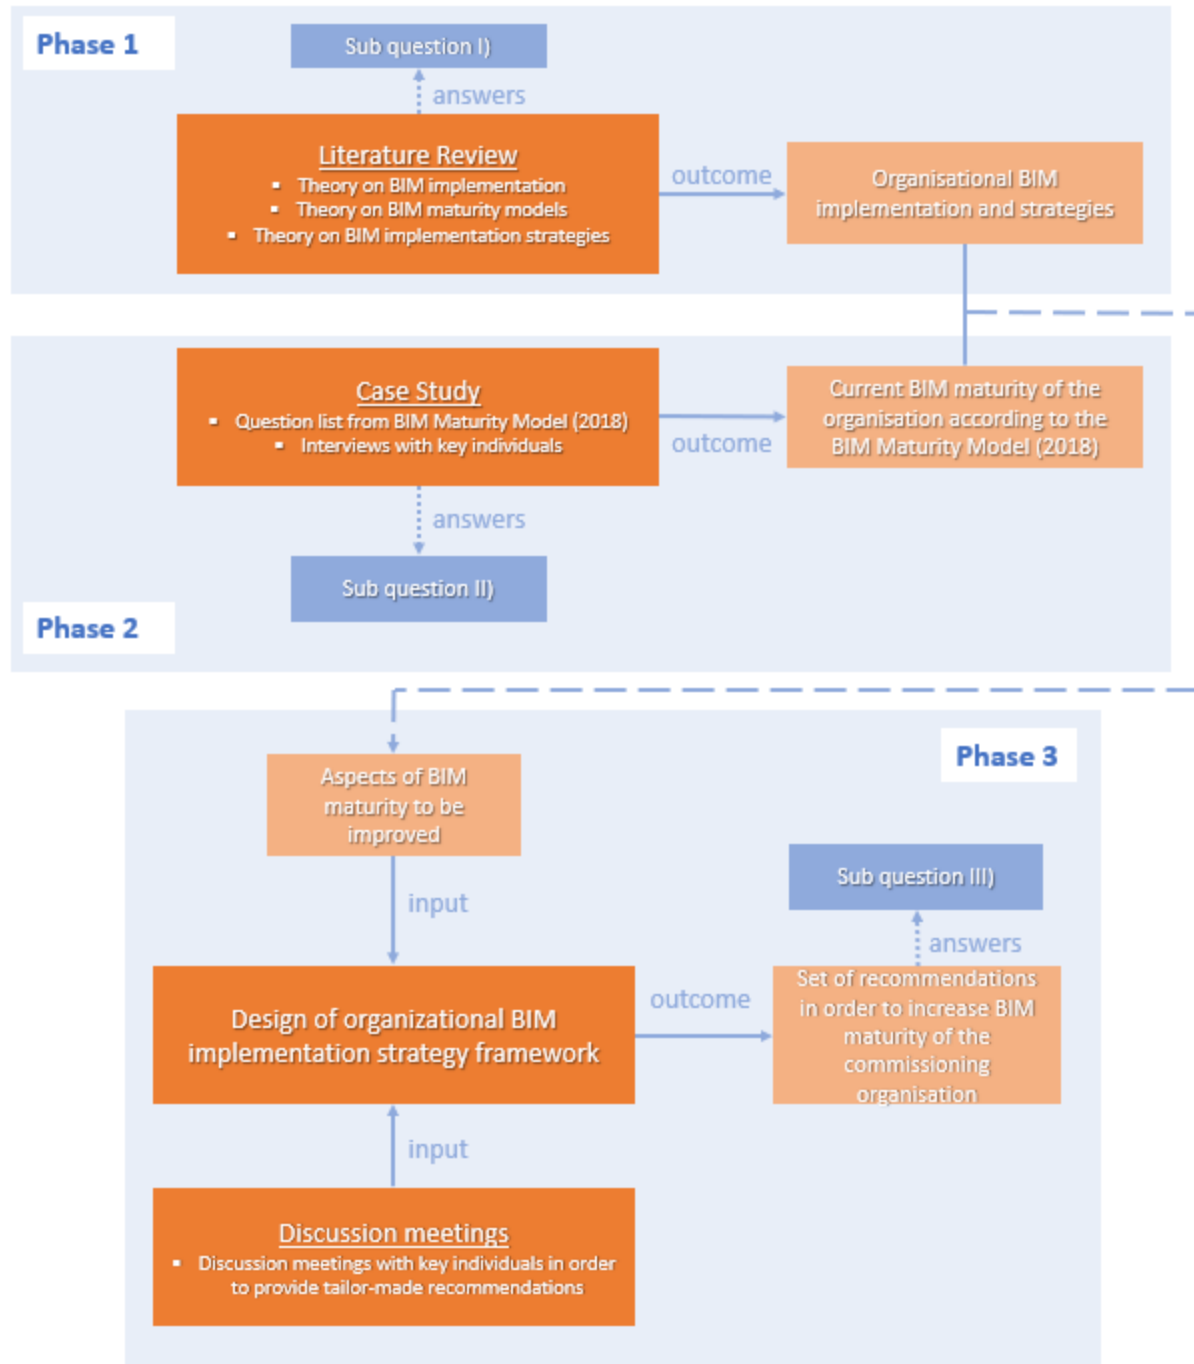 Phase 1
Sub question I)
answers
Literature Review
▪ Theory on BIM implementation
▪ Theory on BIM maturity models
▪ Theory on BIM implementation strategies
outcome
Organisational BIM
implementation and strategies
Case Study
▪ Question list from BIM Maturity Model (2018)
▪ Interviews with key individuals
outcome
Current BIM maturity of the
organisation according to the
BIM Maturity Model (2018)
answers
Sub question II)
Phase 2
Phase 3
Aspects of BIM
maturity to be
improved
input
Sub question III)
answers
Design of organizational BIM
implementation strategy framework
outcome
Set of recommendations
in order to increase BIM
maturity of the
commissioning
organisation
input
Discussion meetings
▪ Discussion meetings with key individuals in order
to provide tailor-made recommendations